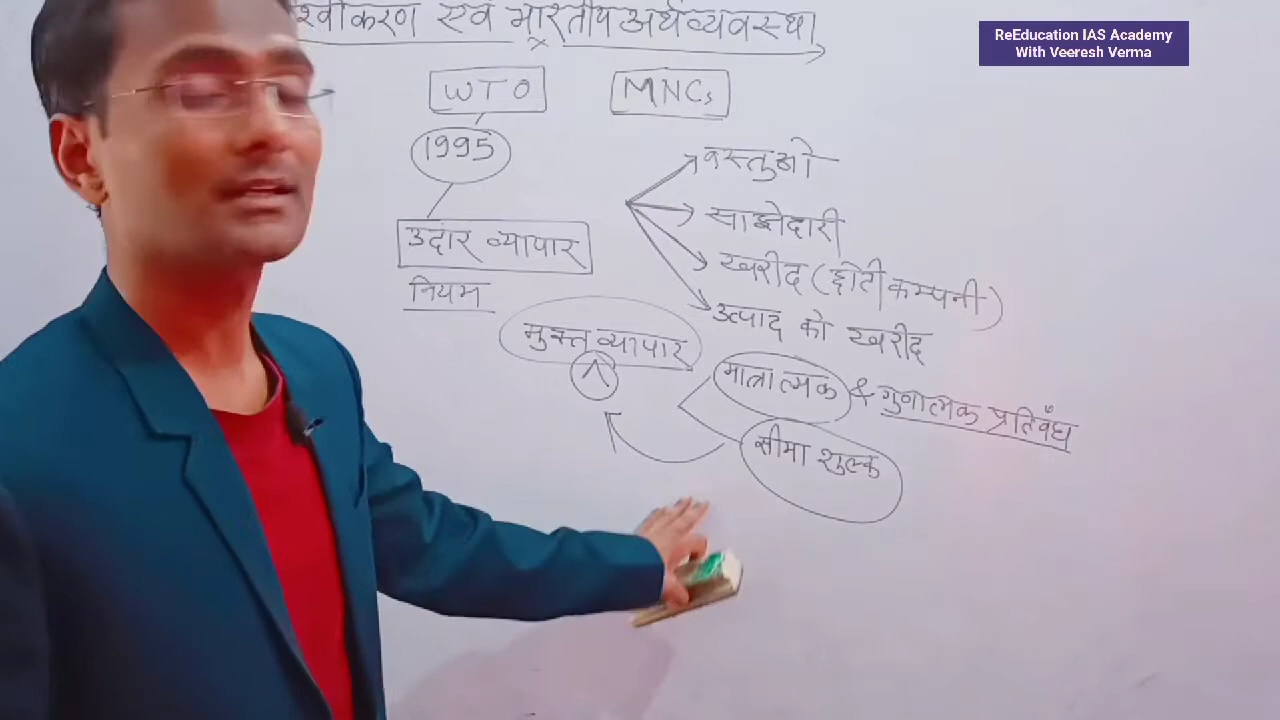 श्वीकरण एवं भारतीय अर्थव्यवस्था
ReEducation IAS Academy
With Veeresh Verma
WTO
MNCs
1995
वस्तुओ
उदार व्यापार
साझेदारी
नियम
खरीद (छोटी कम्पनी)
उत्पाद को खरीद
मुक्त व्यापार
मात्रात्मक & गुनात्मक प्रतिबँध
सीमा शुल्क